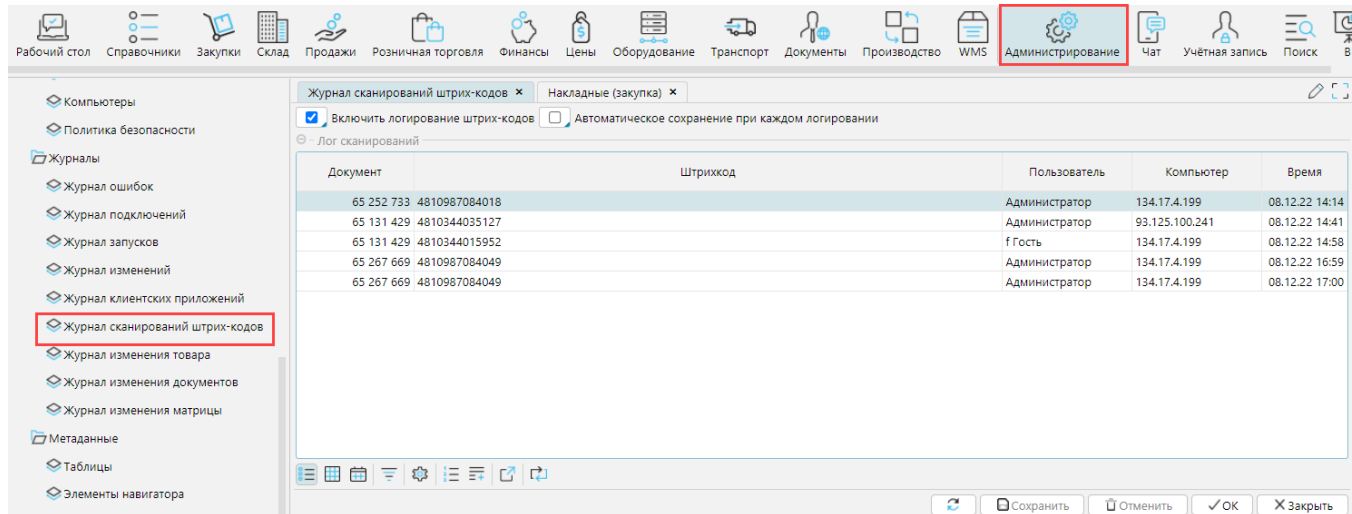 Рабочий стол Справочники Закупки Склад Продажи Розничная торговля Финансы Цены Оборудование Транспорт Документы Производство WMS Администрирование Чат Учётная запись Поиск
Компьютеры
Политика безопасности
Журналы
Журнал ошибок
Журнал подключений
Журнал запусков
Журнал изменений
Журнал клиентских приложений
Журнал сканирований штрих-кодов
Журнал изменения товара
Журнал изменения документов
Журнал изменения матрицы
Метаданные
Таблицы
Элементы навигатора
Журнал сканирований штрих-кодов × Накладные (закупка) ×
Включить логирование штрих-кодов Автоматическое сохранение при каждом логировании
Лог сканирований
Документ Штрихкод Пользователь Компьютер Время
65 252 733 4810987084018 Администратор 134.17.4.199 08.12.22 14:14
65 131 429 4810344035127 Администратор 93.125.100.241 08.12.22 14:41
65 131 429 4810344015952 f Гость 134.17.4.199 08.12.22 14:58
65 267 669 4810987084049 Администратор 134.17.4.199 08.12.22 16:59
65 267 669 4810987084049 Администратор 134.17.4.199 08.12.22 17:00
Сохранить Отменить ОК Закрыть